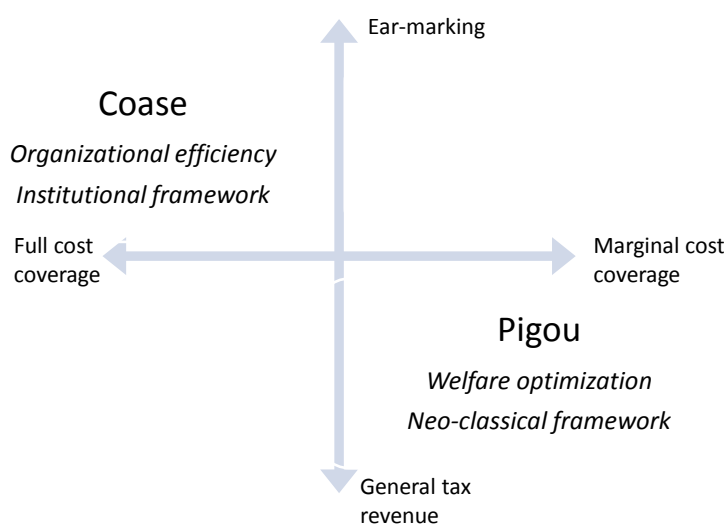 Ear-marking
Coase
Organizational efficiency
Institutional framework
Full cost
coverage
Marginal cost
coverage
Pigou
Welfare optimization
Neo-classical framework
General tax
revenue